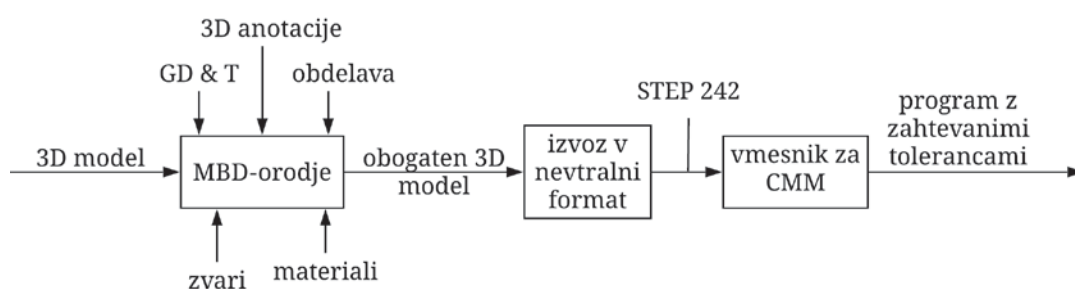 3D anotacije
GD & T
obdelava
STEP 242
3D model
MBD-orodje
obogaten 3D
model
izvoz v
nevtralni
format
vmesnik za
CMM
program z
zahtevanimi
tolerancami
zvari
materiali